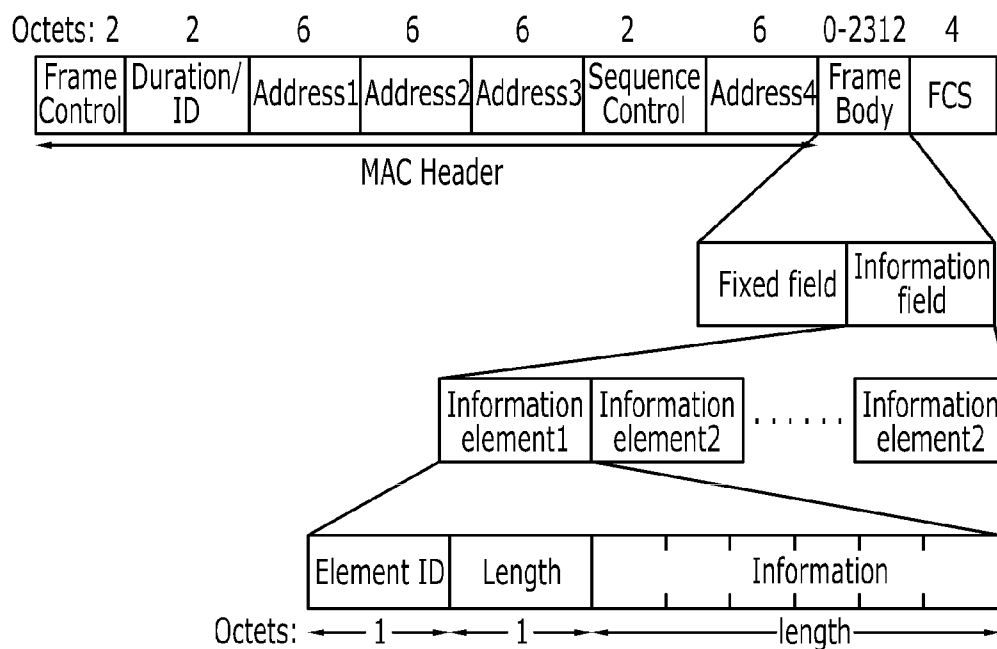 Octets: 2 2 6 6 6 2 6 0-2312 4
Frame Control
Duration/ ID
Address1
Address2
Address3
Sequence Control
Address4
Frame Body
FCS
MAC Header
Fixed field
Information field
Information element1
Information element2
. . . . . .
Information element2
Element ID
Length
Information
Octets: 1 1 length